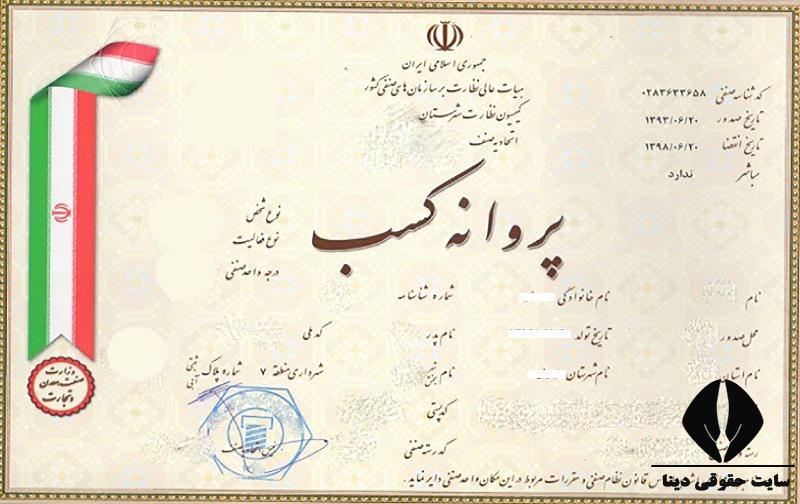 جمهوری اسلامی ایران
هیات عالی نظارت بر سازمان‌های صنفی کشور
کمیسیون نظارت شهرستان
اتحادیه صنف
کد شناسه صنفی ۰۲۸۳۶۳۳۶۵۸
تاریخ صدور ۱۳۹۳/۰۶/۲۰
تاریخ انقضا ۱۳۹۸/۰۶/۲۰
مباشر ندارد
پروانه کسب
نوع شخص
نوع فعالیت
درجه واحد صنفی
نام نام خانوادگی شماره شناسنامه
محل صدور تاریخ تولد نام پدر کد ملی
نام استان نام شهرستان نام بخش شهرداری منطقه ۷ شماره پلاک ثبتی آبی
کد پستی
کد رسته صنفی
قانون نظام صنفی و مقررات مربوط در این مکان واحد صنفی دایر نماید.
وزارت
صنعت، معدن
و تجارت
سایت حقوقی دینا